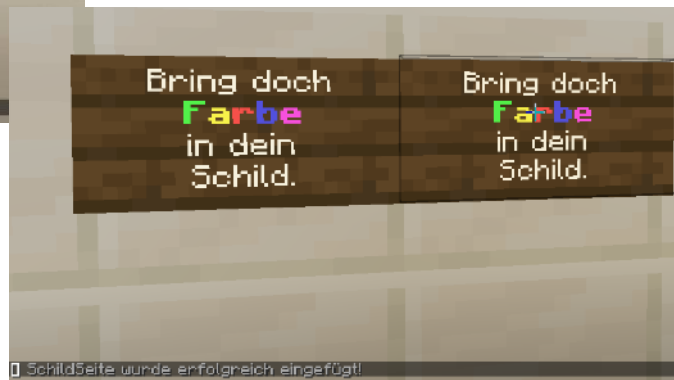 Bring doch
Farbe
in dein
Schild.
Bring doch
Farbe
in dein
Schild.
SchildSeite wurde erfolgreich eingefügt!